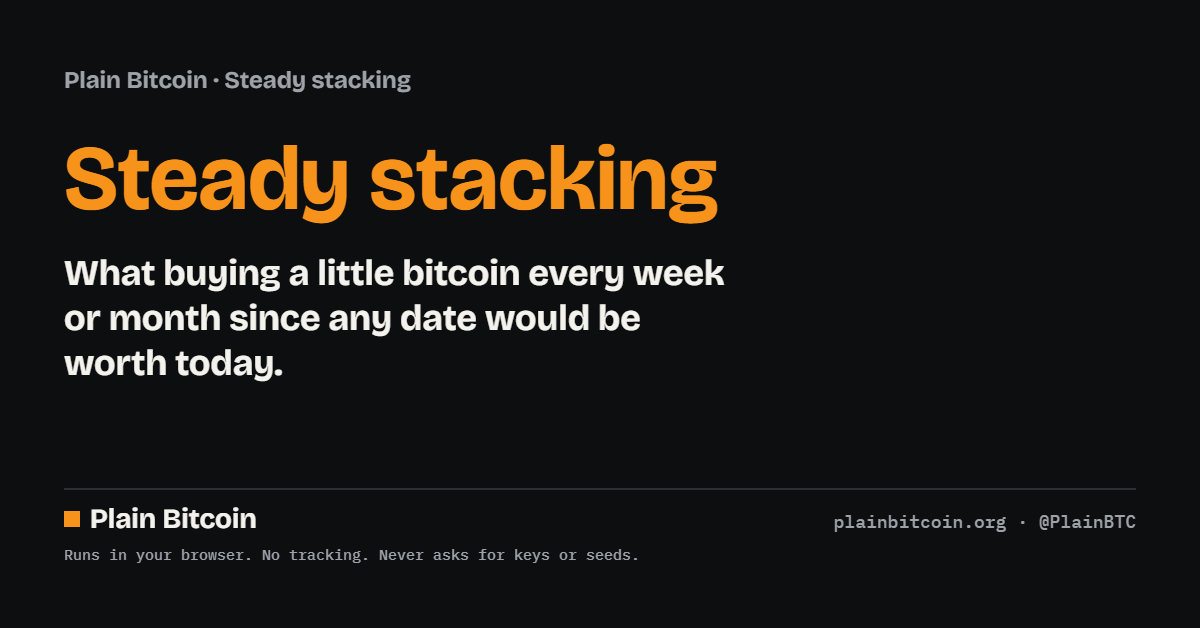 Plain Bitcoin · Steady stacking
Steady stacking
What buying a little bitcoin every week
or month since any date would be
worth today.
Plain Bitcoin
plainbitcoin.org · @PlainBTC
Runs in your browser. No tracking. Never asks for keys or seeds.